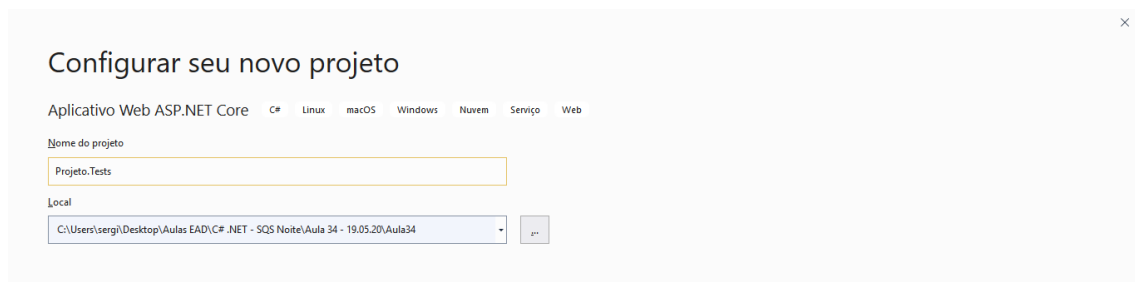 Configurar seu novo projeto
Aplicativo Web ASP.NET Core C# Linux macOS Windows Nuvem Serviço Web
Nome do projeto
Projeto.Tests
Local
C:\Users\sergi\Desktop\Aulas EAD\C# .NET - SQS Noite\Aula 34 - 19.05.20\Aula34
...